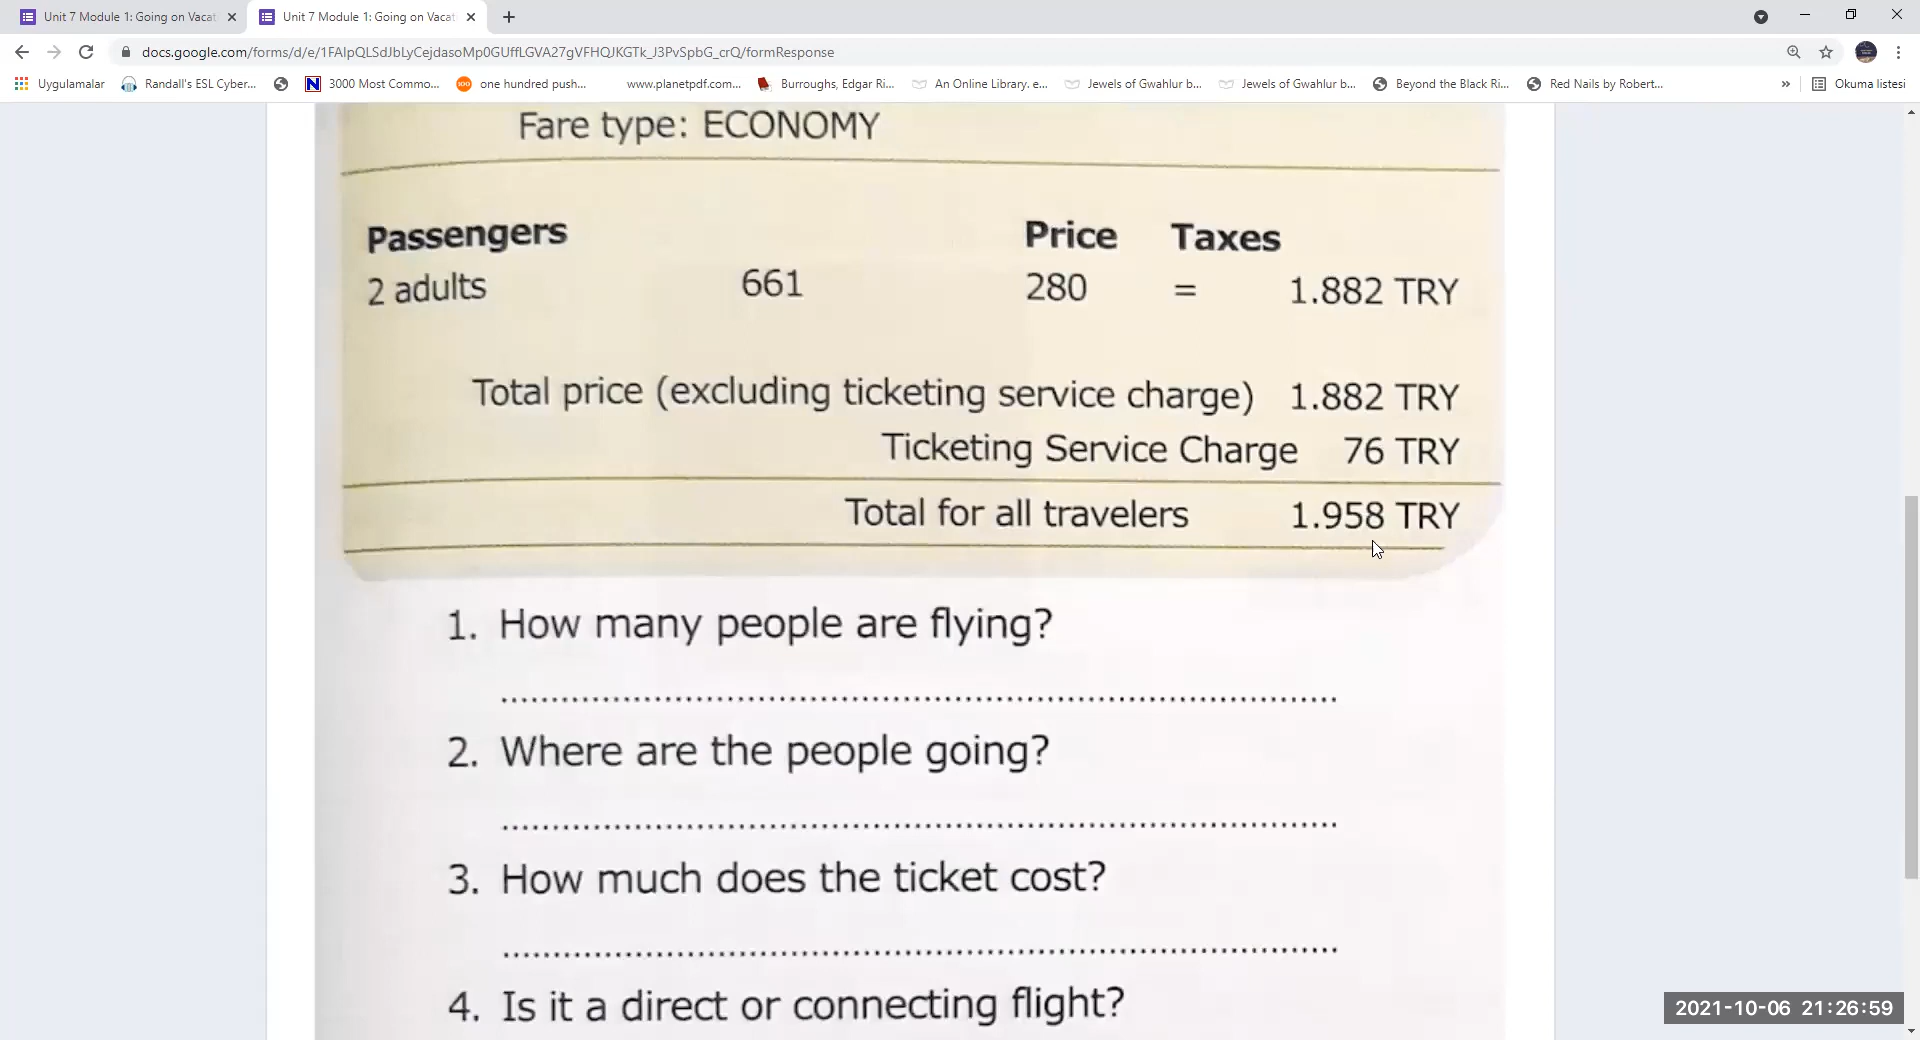 Unit 7 Module 1: Going on Vacat
Unit 7 Module 1: Going on Vacat
docs.google.com/forms/d/e/1FAIpQLSdJbLyCejdasoMp0GUffLGVA27gVFHQJKGTk_J3PvSpbG_crQ/formResponse
Uygulamalar Randall's ESL Cyber... 3000 Most Commo... one hundred push... www.planetpdf.com... Burroughs, Edgar Ri... An Online Library. e... Jewels of Gwahlur b... Jewels of Gwahlur b... Beyond the Black Ri... Red Nails by Robert... » Okuma listesi
Fare type: ECONOMY
Passengers Price Taxes
2 adults 661 280 = 1.882 TRY
Total price (excluding ticketing service charge) 1.882 TRY
Ticketing Service Charge 76 TRY
Total for all travelers 1.958 TRY
1. How many people are flying?
2. Where are the people going?
3. How much does the ticket cost?
4. Is it a direct or connecting flight?
2021-10-06 21:26:59